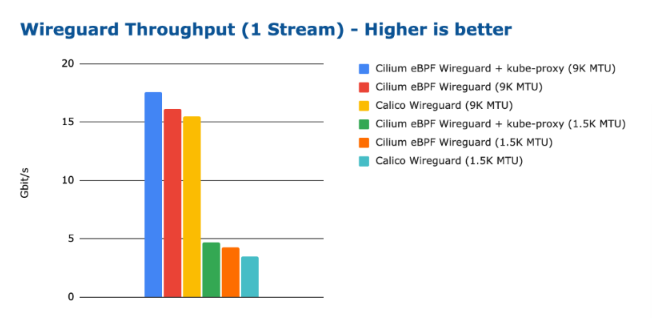 Wireguard Throughput (1 Stream) - Higher is better
20
15
10
5
0
Gbit/s
Cilium eBPF Wireguard + kube-proxy (9K MTU)
Cilium eBPF Wireguard (9K MTU)
Calico Wireguard (9K MTU)
Cilium eBPF Wireguard + kube-proxy (1.5K MTU)
Cilium eBPF Wireguard (1.5K MTU)
Calico Wireguard (1.5K MTU)